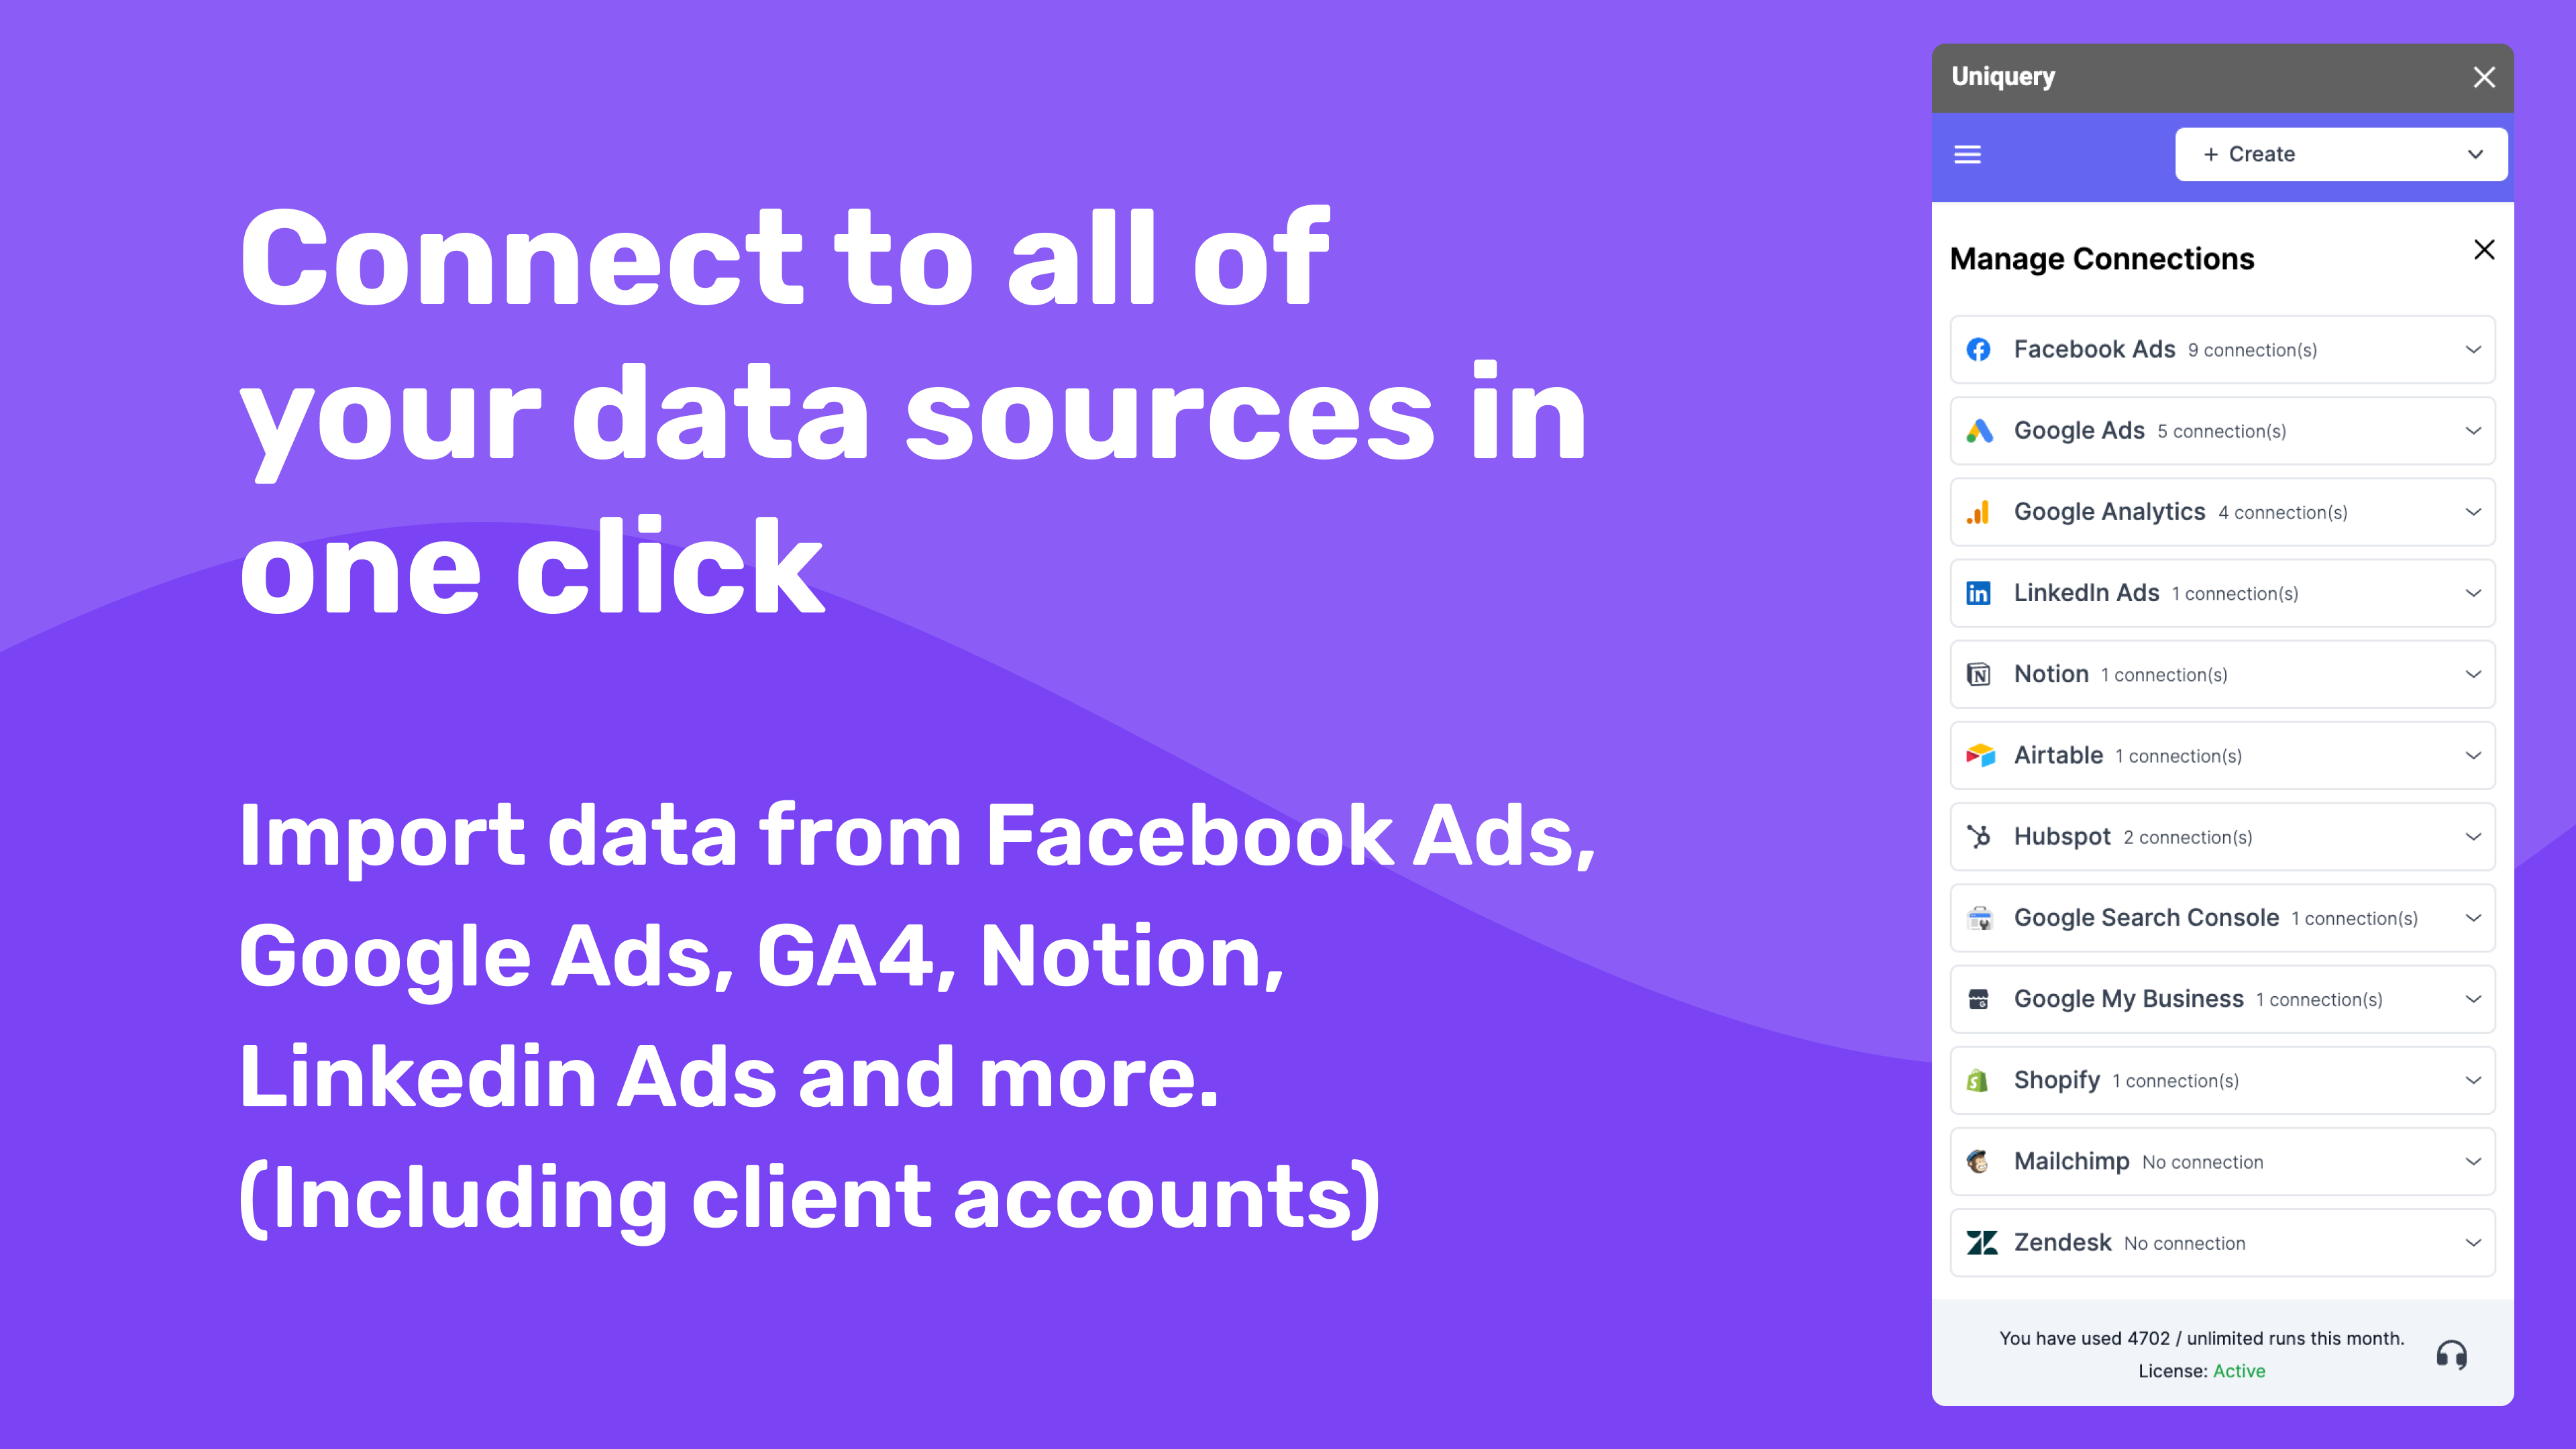 Connect to all of
your data sources in
one click
Import data from Facebook Ads,
Google Ads, GA4, Notion,
Linkedin Ads and more.
(Including client accounts)
Uniquery
+ Create
Manage Connections
Facebook Ads 9 connection(s)
Google Ads 5 connection(s)
Google Analytics 4 connection(s)
LinkedIn Ads 1 connection(s)
Notion 1 connection(s)
Airtable 1 connection(s)
Hubspot 2 connection(s)
Google Search Console 1 connection(s)
Google My Business 1 connection(s)
Shopify 1 connection(s)
Mailchimp No connection
Zendesk No connection
You have used 4702 / unlimited runs this month.
License: Active